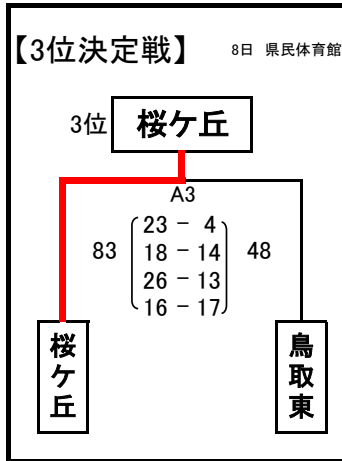 【3位決定戦】 8日 県民体育館
3位 桜ケ丘
A3
23 － 4
83 18 － 14 48
26 － 13
16 － 17
桜ケ丘
鳥取東